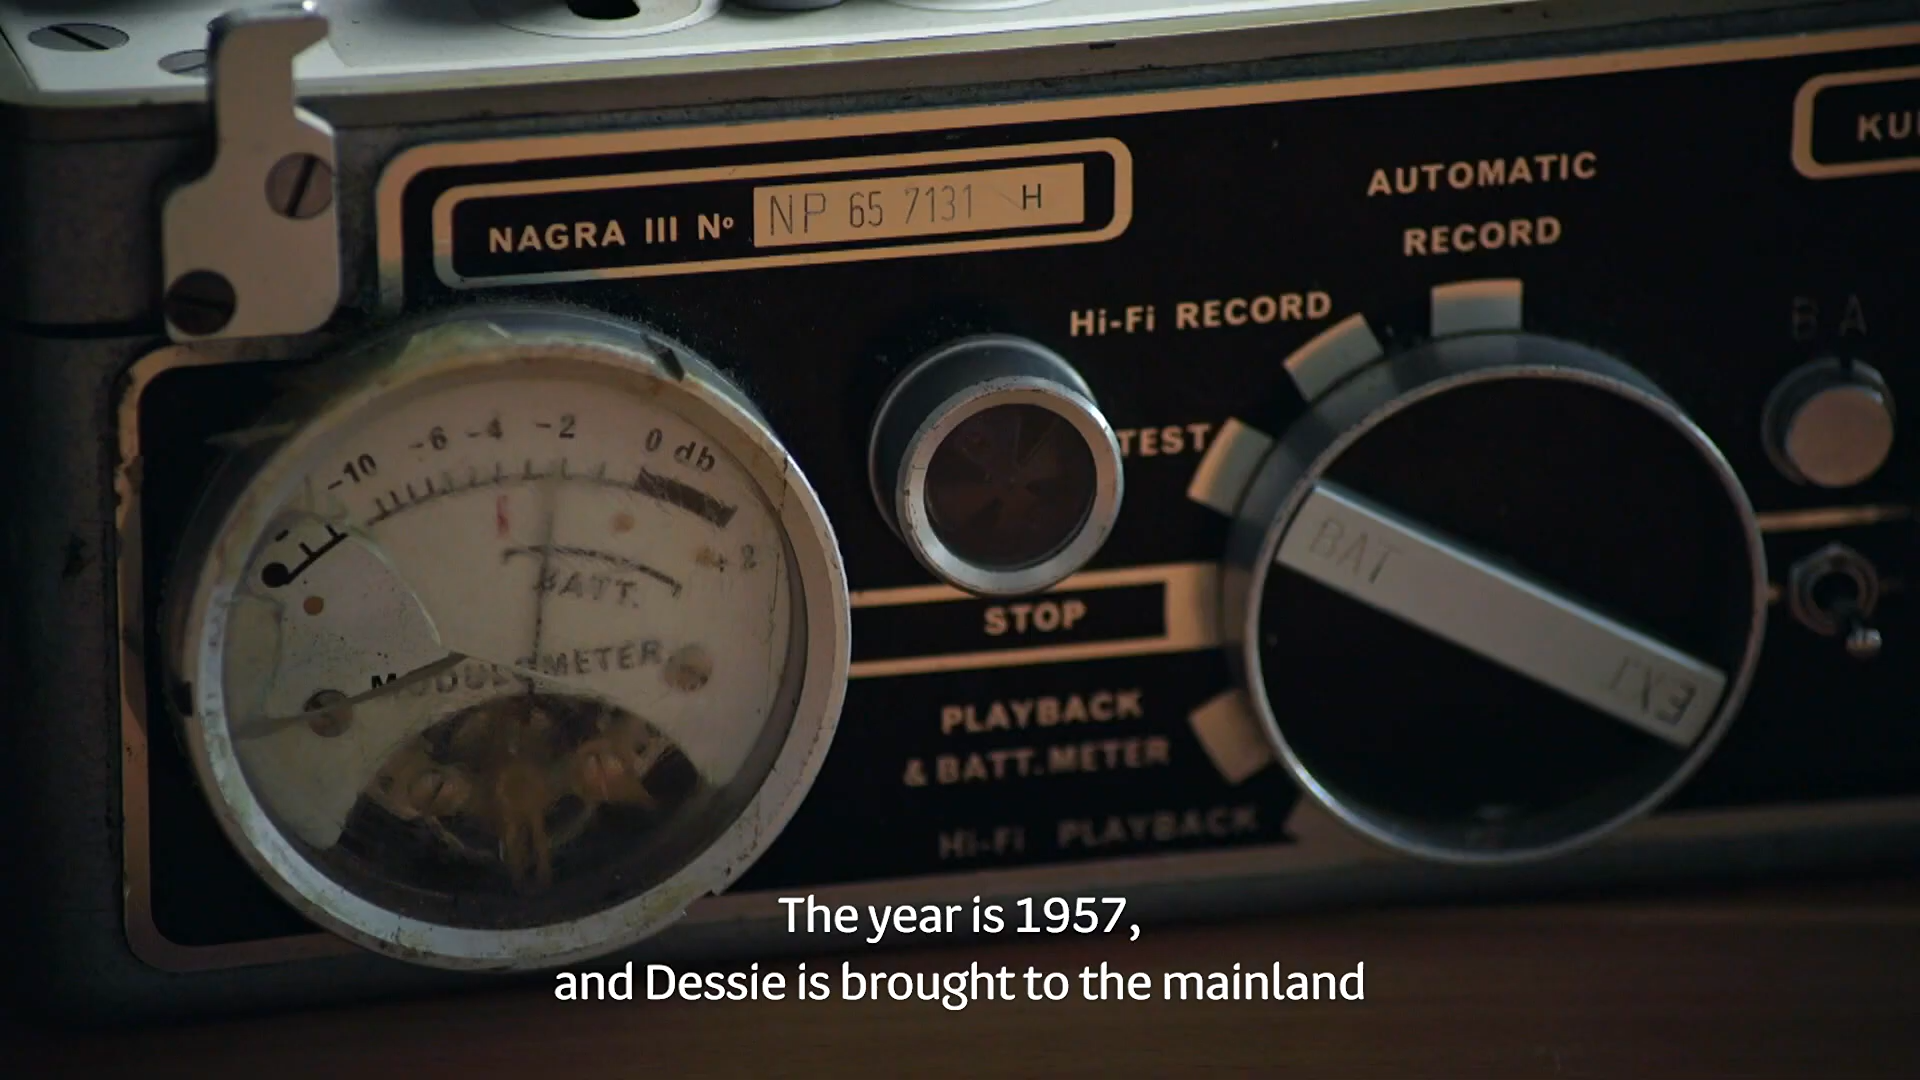 NAGRA III Nº NP 65 7131 H
AUTOMATIC
RECORD
Hi-Fi RECORD
B A
TEST
-10 -6 -4 -2 0 db
+2
BATT.
MODULOMETER
BAT
EXT
STOP
PLAYBACK
& BATT. METER
Hi-Fi PLAYBACK
The year is 1957,
and Dessie is brought to the mainland